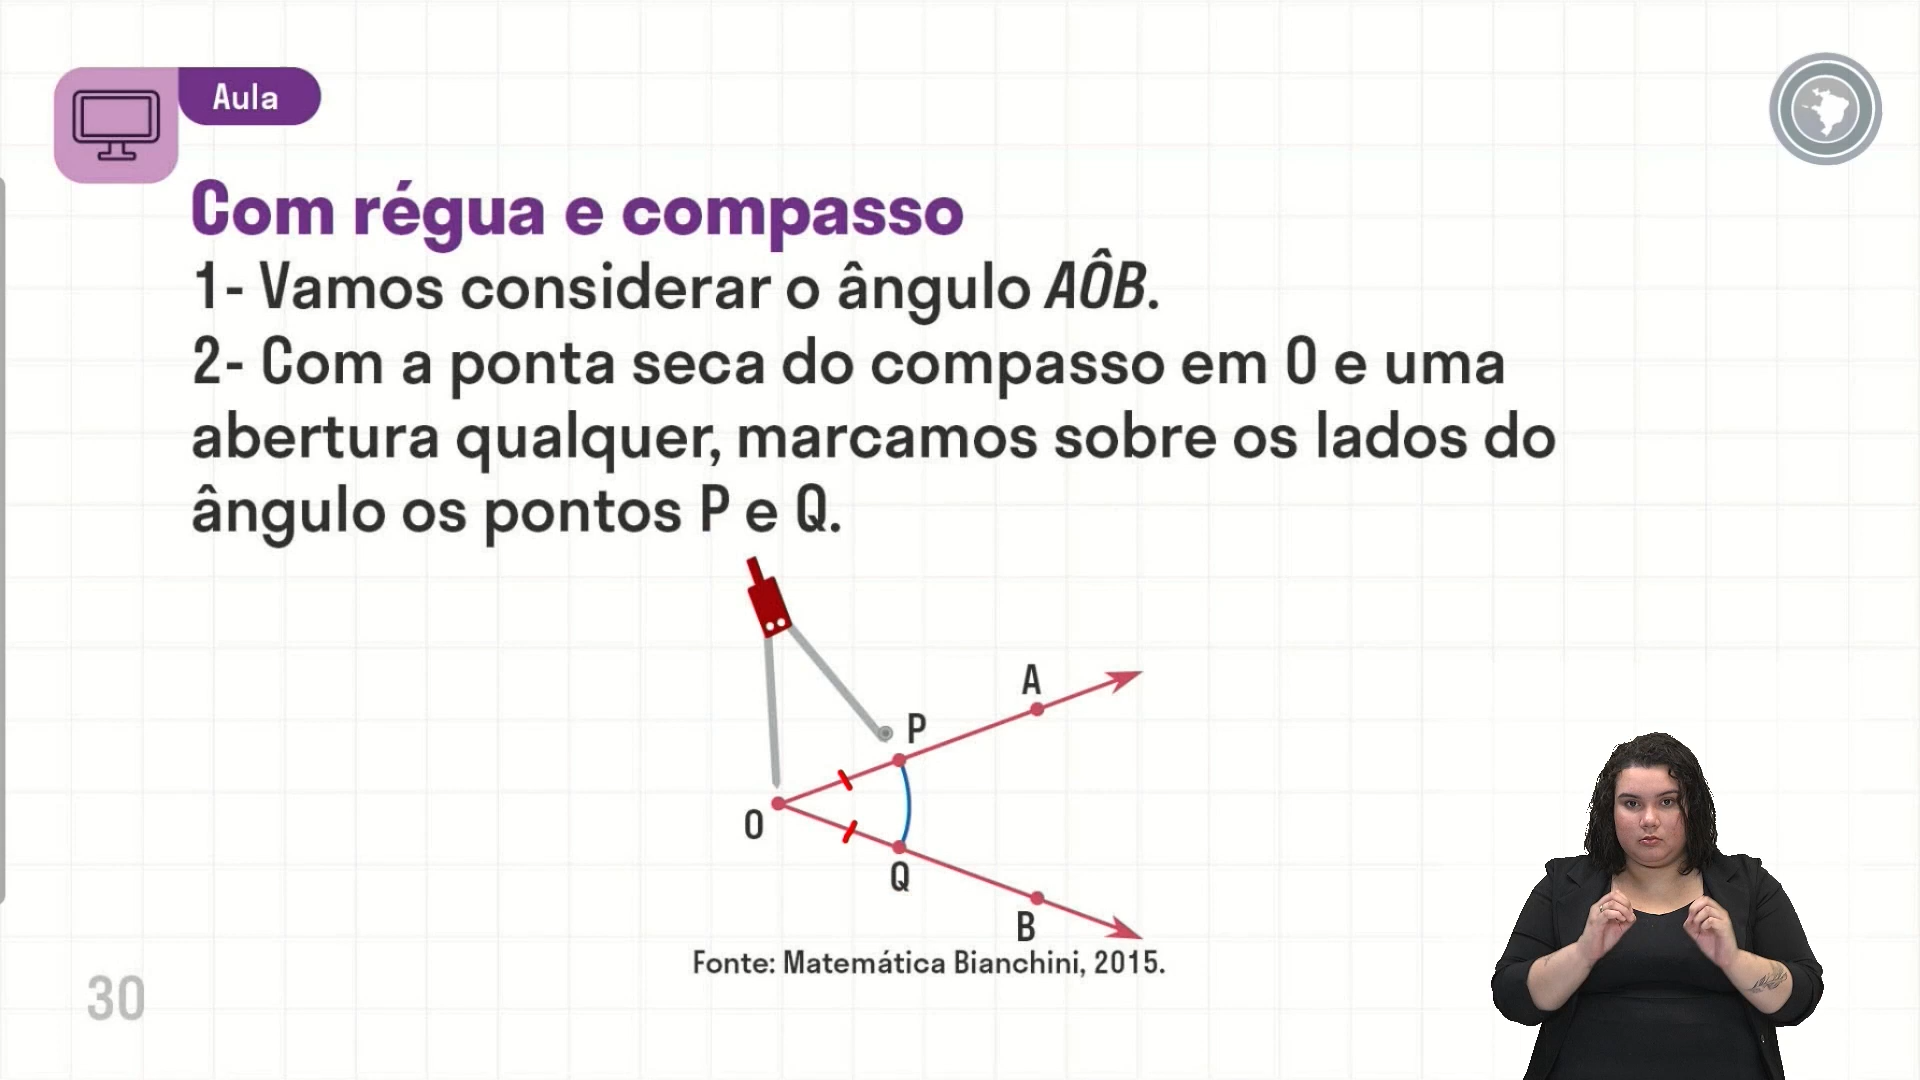 Aula
Com régua e compasso
1- Vamos considerar o ângulo AÔB.
2- Com a ponta seca do compasso em O e uma
abertura qualquer, marcamos sobre os lados do
ângulo os pontos P e Q.
A
P
O
Q
B
Fonte: Matemática Bianchini, 2015.
30